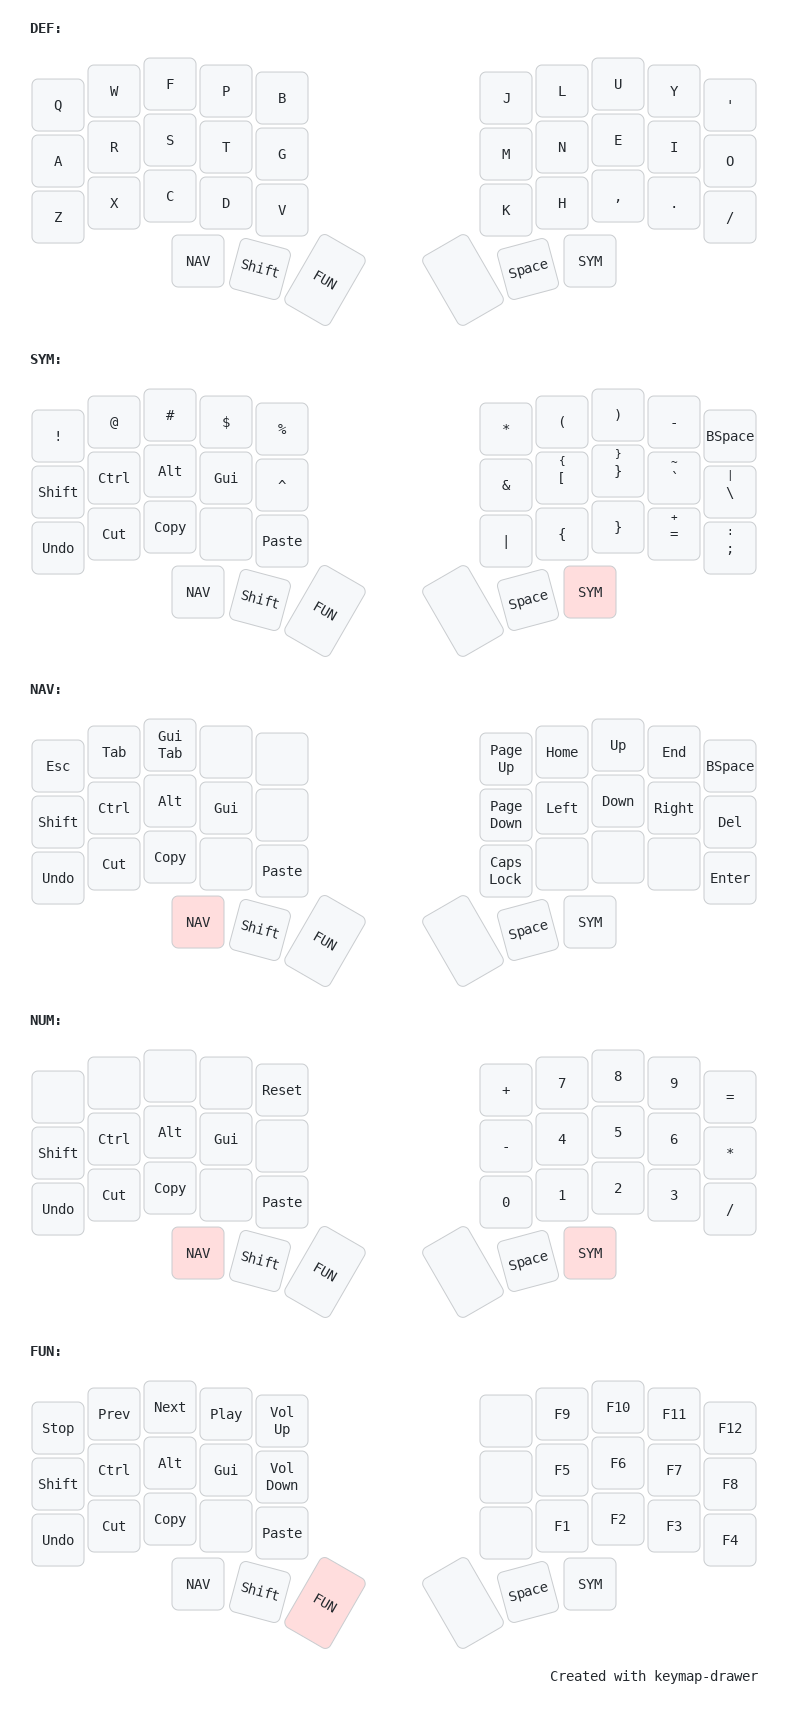 DEF:
Q W F P B J L U Y '
A R S T G M N E I O
Z X C D V K H , . /
NAV Shift FUN Space SYM
SYM:
! @ # $ % * ( ) - BSpace
Shift Ctrl Alt Gui ^ & { [ } } ~ ` | \
Undo Cut Copy Paste | { } + = : ;
NAV Shift FUN Space SYM
NAV:
Esc Tab Gui Tab Page Up Home Up End BSpace
Shift Ctrl Alt Gui Page Down Left Down Right Del
Undo Cut Copy Paste Caps Lock Enter
NAV Shift FUN Space SYM
NUM:
Reset + 7 8 9 =
Shift Ctrl Alt Gui - 4 5 6 *
Undo Cut Copy Paste 0 1 2 3 /
NAV Shift FUN Space SYM
FUN:
Stop Prev Next Play Vol Up F9 F10 F11 F12
Shift Ctrl Alt Gui Vol Down F5 F6 F7 F8
Undo Cut Copy Paste F1 F2 F3 F4
NAV Shift FUN Space SYM
Created with keymap-drawer